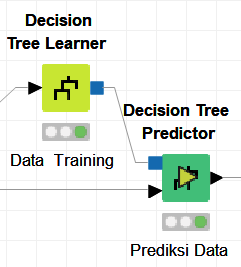 Decision
Tree Learner
Data Training
Decision Tree
Predictor
Prediksi Data